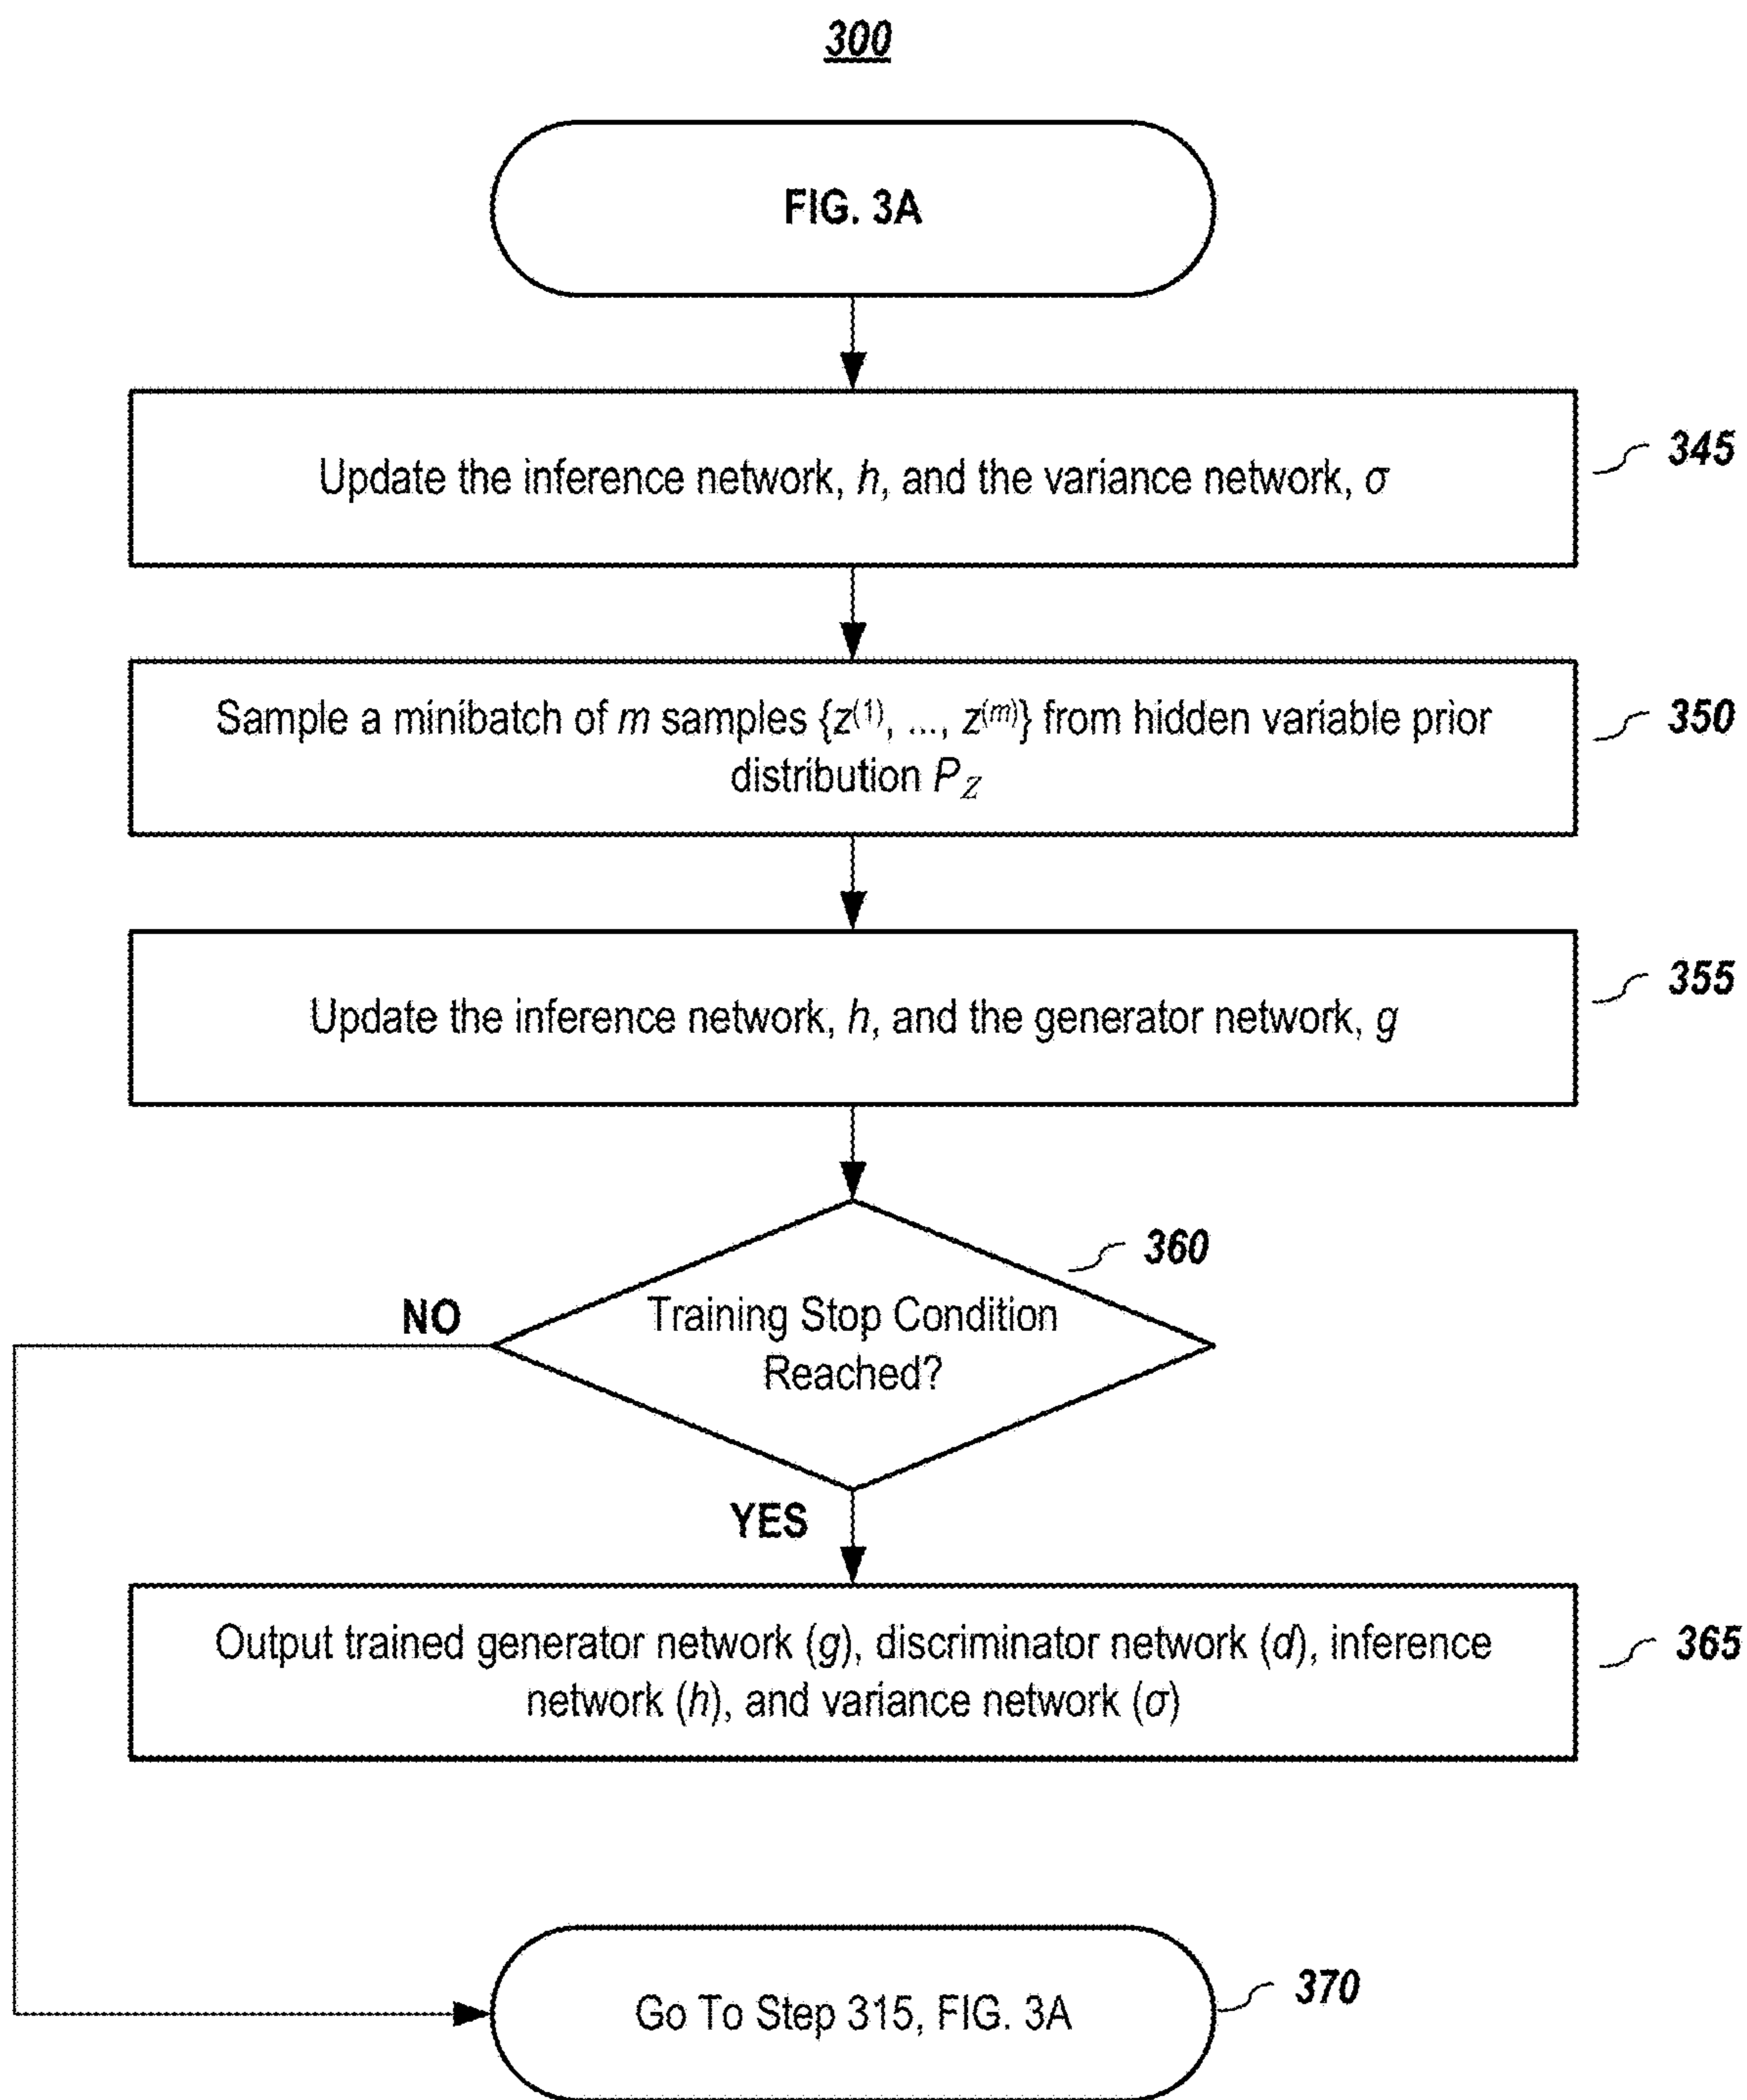 300
FIG. 3A
Update the inference network, h, and the variance network, σ
345
Sample a minibatch of m samples {z⁽¹⁾, ..., z⁽ᵐ⁾} from hidden variable prior
distribution P_Z
350
Update the inference network, h, and the generator network, g
355
360
Training Stop Condition
Reached?
NO
YES
Output trained generator network (g), discriminator network (d), inference
network (h), and variance network (σ)
365
Go To Step 315, FIG. 3A
370